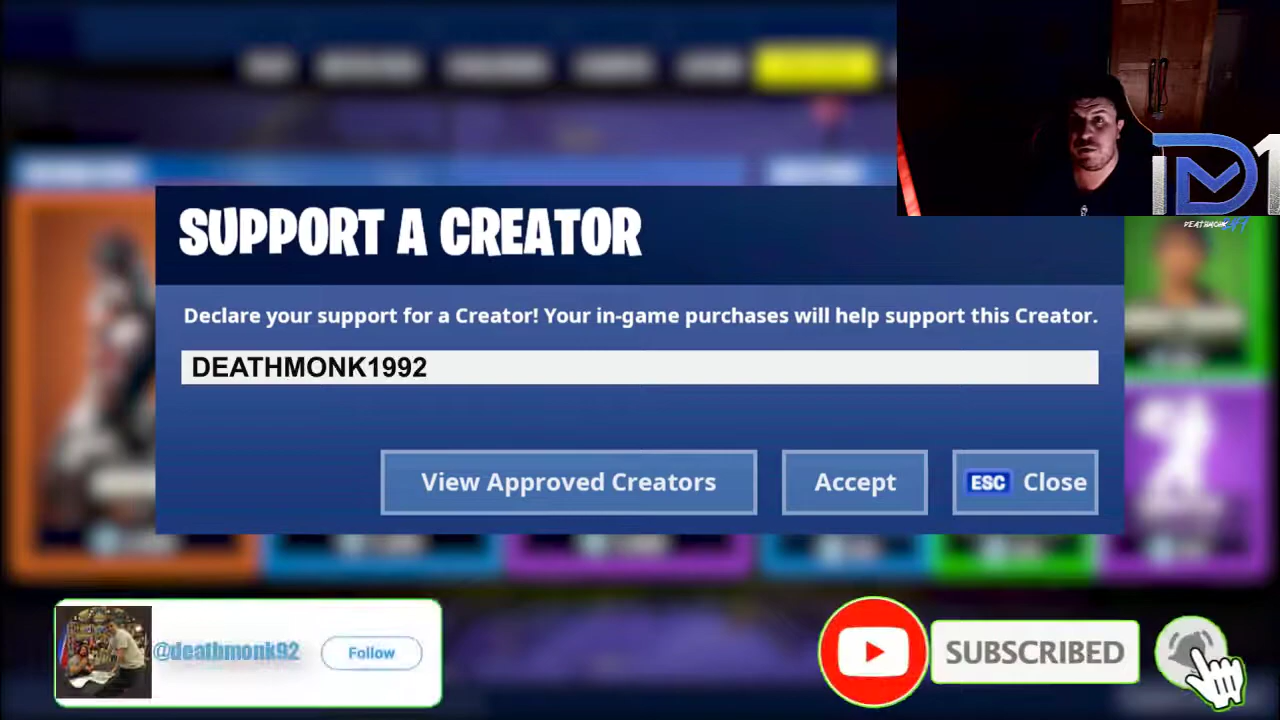 SUPPORT A CREATOR
Declare your support for a Creator! Your in-game purchases will help support this Creator.
DEATHMONK1992
View Approved Creators
Accept
ESC Close
@deathmonk92
Follow
SUBSCRIBED